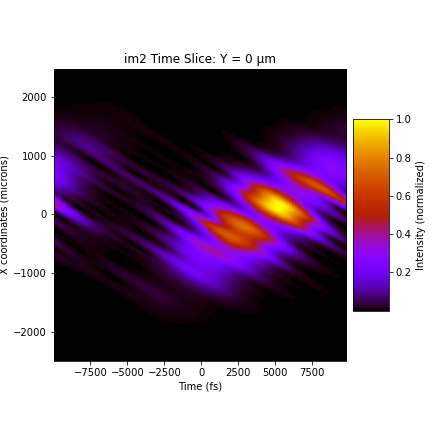 im2 Time Slice: Y = 0 μm
2000
1000
0
−1000
−2000
X coordinates (microns)
−7500 −5000 −2500 0 2500 5000 7500
Time (fs)
1.0
0.8
0.6
0.4
0.2
Intensity (normalized)